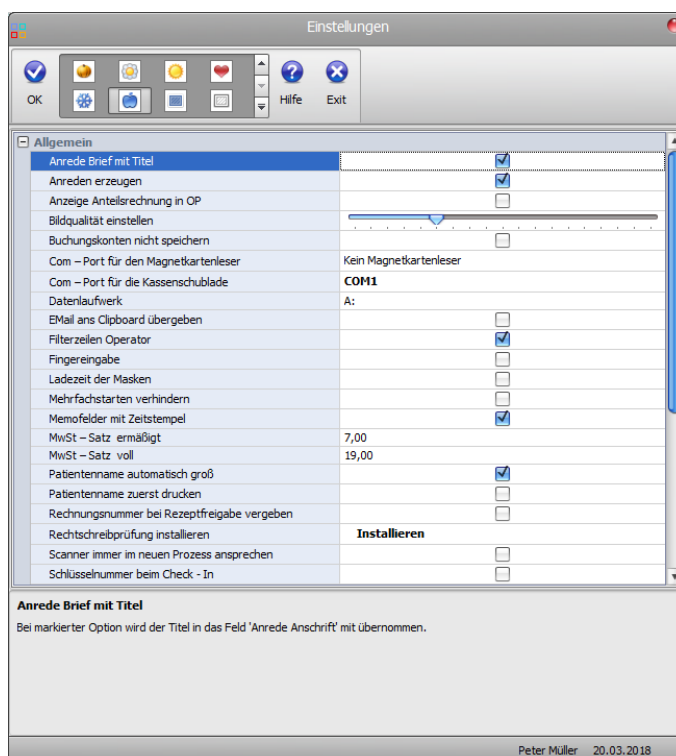 Einstellungen
OK
Hilfe
Exit
Allgemein
Anrede Brief mit Titel
Anreden erzeugen
Anzeige Anteilsrechnung in OP
Bildqualität einstellen
Buchungskonten nicht speichern
Com – Port für den Magnetkartenleser Kein Magnetkartenleser
Com – Port für die Kassenschublade COM1
Datenlaufwerk A:
EMail ans Clipboard übergeben
Filterzeilen Operator
Fingereingabe
Ladezeit der Masken
Mehrfachstarten verhindern
Memofelder mit Zeitstempel
MwSt – Satz ermäßigt 7,00
MwSt – Satz voll 19,00
Patientenname automatisch groß
Patientenname zuerst drucken
Rechnungsnummer bei Rezeptfreigabe vergeben
Rechtschreibprüfung installieren Installieren
Scanner immer im neuen Prozess ansprechen
Schlüsselnummer beim Check - In
Anrede Brief mit Titel
Bei markierter Option wird der Titel in das Feld 'Anrede Anschrift' mit übernommen.
Peter Müller 20.03.2018